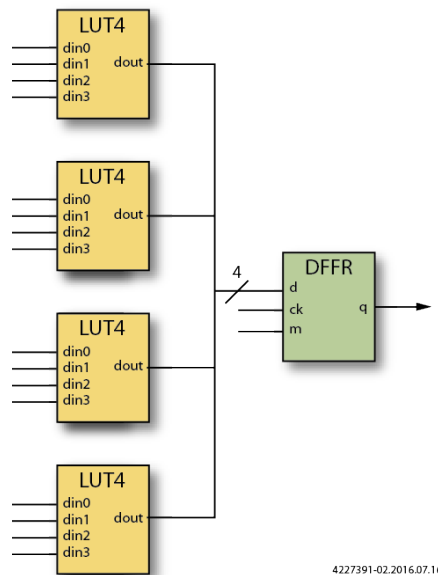 LUT4
din0
din1
din2
din3
dout
LUT4
din0
din1
din2
din3
dout
4
DFFR
d
ck
m
q
LUT4
din0
din1
din2
din3
dout
LUT4
din0
din1
din2
din3
dout